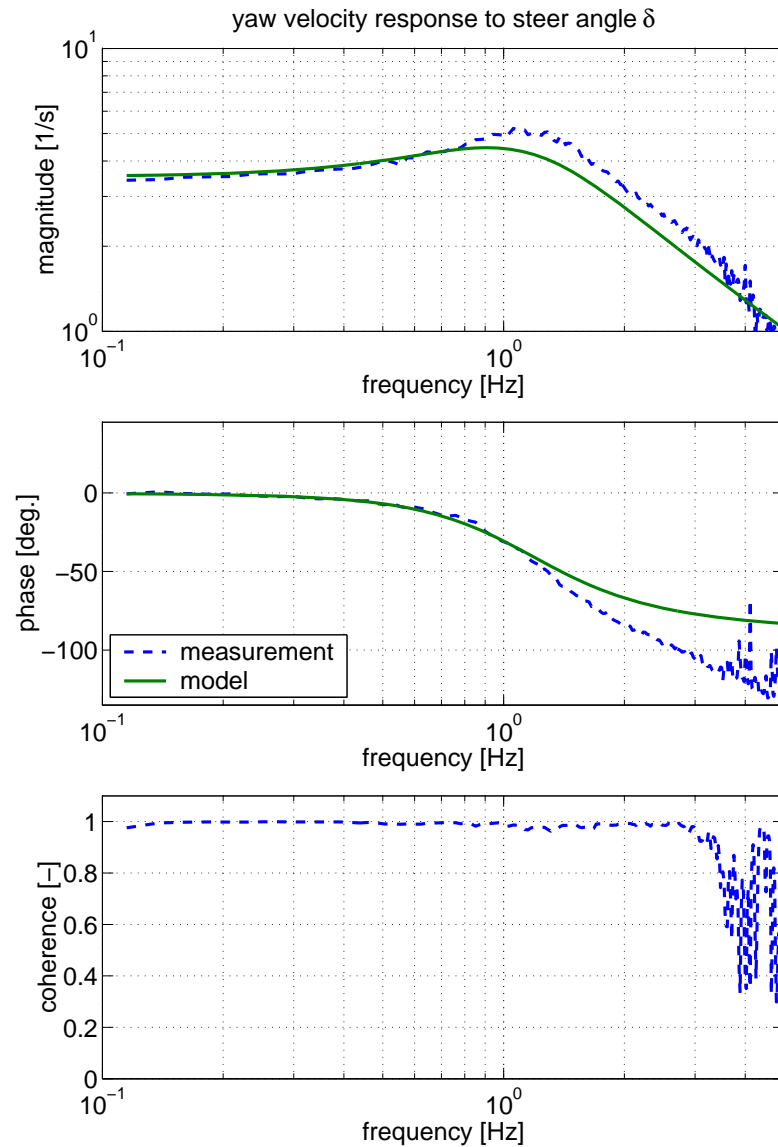 yaw velocity response to steer angle δ
10¹
magnitude [1/s]
10⁰
10⁻¹
10⁰
frequency [Hz]
0
phase [deg.]
−50
−100
measurement
model
10⁻¹
10⁰
frequency [Hz]
1
0.8
coherence [-]
0.6
0.4
0.2
0
10⁻¹
10⁰
frequency [Hz]